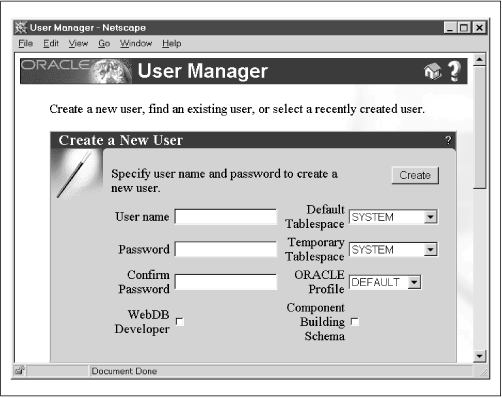 User Manager - Netscape
File Edit View Go Window Help
ORACLE User Manager ?
Create a new user, find an existing user, or select a recently created user.
Create a New User ?
Specify user name and password to create a
new user.
Create
User name
Default
Tablespace
SYSTEM
Password
Temporary
Tablespace
SYSTEM
Confirm
Password
ORACLE
Profile
DEFAULT
WebDB
Developer
Component
Building
Schema
Document Done